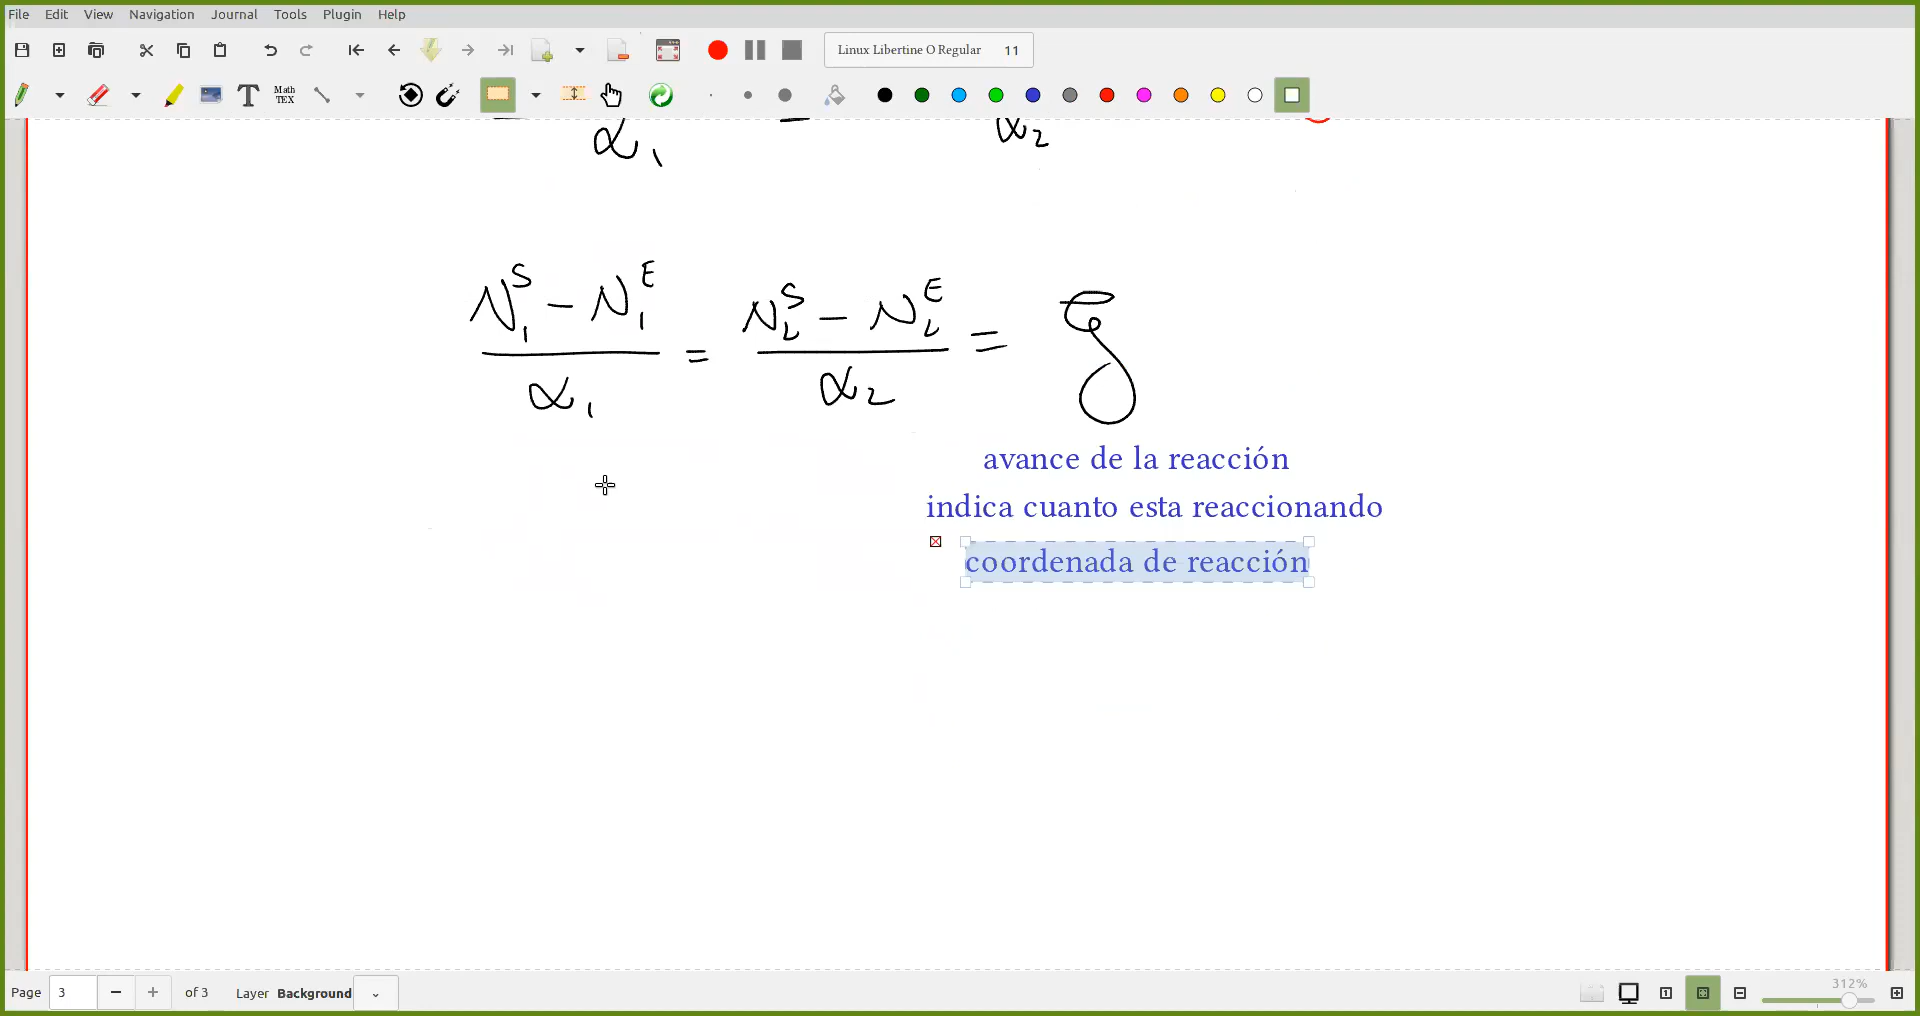 File Edit View Navigation Journal Tools Plugin Help
Linux Libertine O Regular 11
T Math TEX
α₁ = α₂
N₁ˢ − N₁ᴱ / α₁ = N₂ˢ − N₂ᴱ / α₂ = ξ
avance de la reacción
indica cuanto esta reaccionando
coordenada de reacción
Page 3 − + of 3 Layer Background 312%